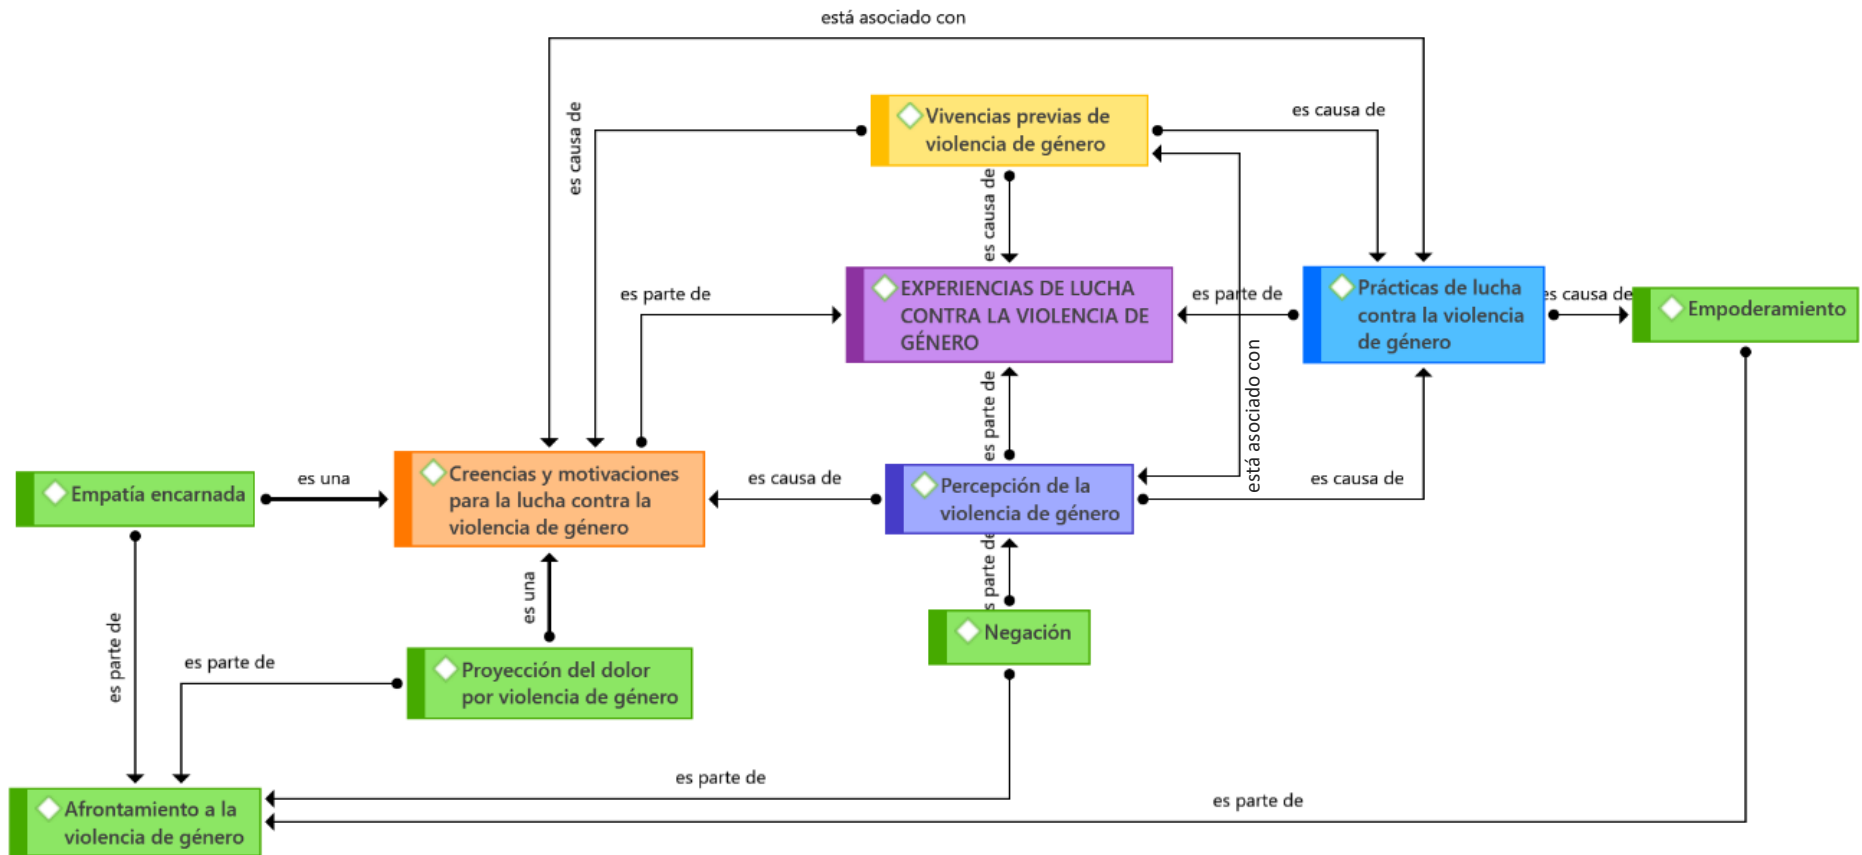 está asociado con
es causa de
Vivencias previas de
violencia de género
es causa de
es causa de
es parte de
EXPERIENCIAS DE LUCHA
CONTRA LA VIOLENCIA DE
GÉNERO
es parte de
Prácticas de lucha
contra la violencia
de género
es causa de
Empoderamiento
está asociado con
es parte de
Empatía encarnada
es una
Creencias y motivaciones
para la lucha contra la
violencia de género
es causa de
Percepción de la
violencia de género
es causa de
es parte de
es una
es parte de
es parte de
Proyección del dolor
por violencia de género
Negación
es parte de
es parte de
Afrontamiento a la
violencia de género